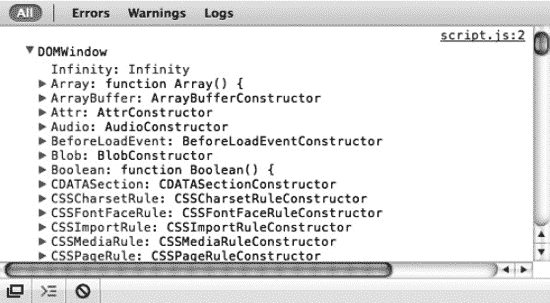 All Errors Warnings Logs
script.js:2
DOMWindow
Infinity: Infinity
Array: function Array() {
ArrayBuffer: ArrayBufferConstructor
Attr: AttrConstructor
Audio: AudioConstructor
BeforeLoadEvent: BeforeLoadEventConstructor
Blob: BlobConstructor
Boolean: function Boolean() {
CDATASection: CDATASectionConstructor
CSSCharsetRule: CSSCharsetRuleConstructor
CSSFontFaceRule: CSSFontFaceRuleConstructor
CSSImportRule: CSSImportRuleConstructor
CSSMediaRule: CSSMediaRuleConstructor
CSSPageRule: CSSPageRuleConstructor